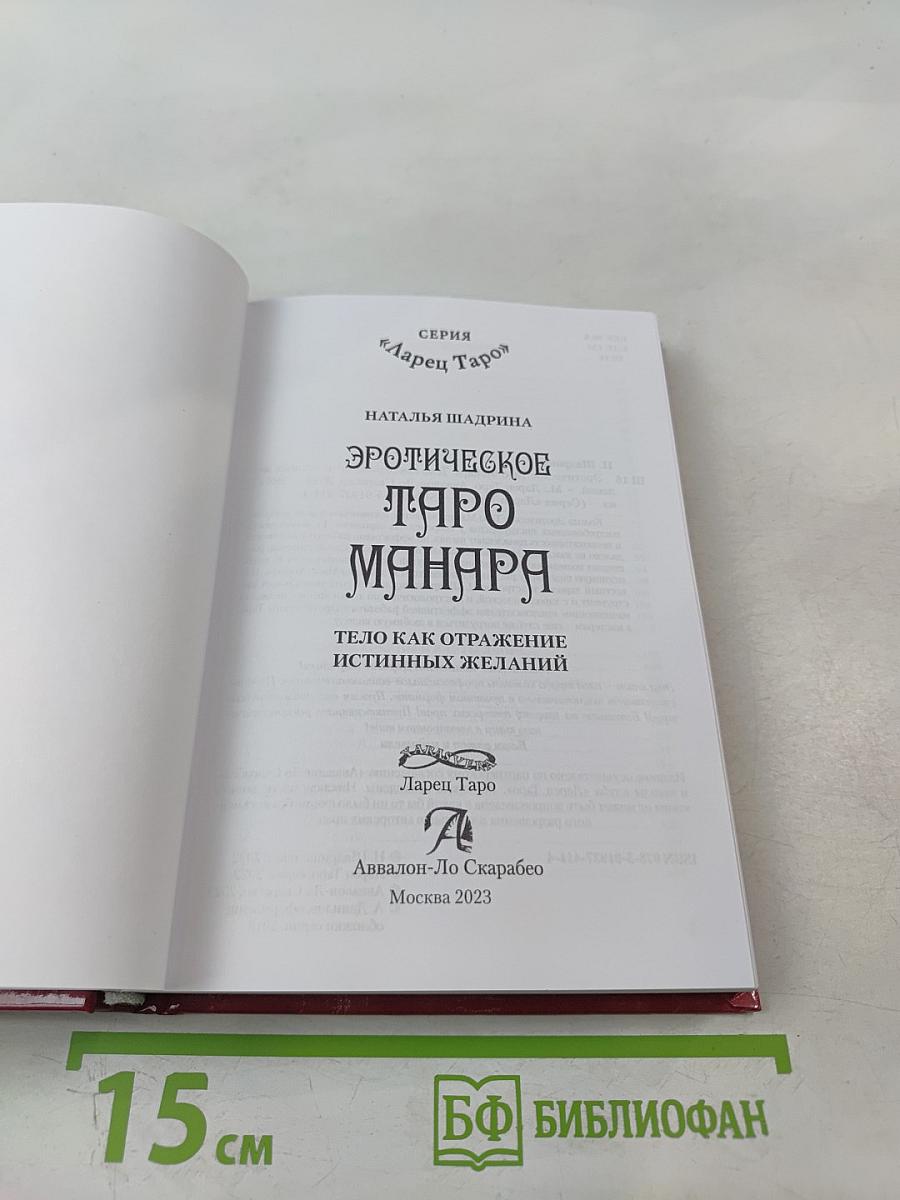 СЕРИЯ
«Ларец Таро»
НАТАЛЬЯ ШАДРИНА
ЭРОТИЧЕСКОЕ
ТАРО
МАНАРА
ТЕЛО КАК ОТРАЖЕНИЕ
ИСТИННЫХ ЖЕЛАНИЙ
Ларец Таро
А
Аввалон-Ло Скарабео
Москва 2023
15 см
БФ БИБЛИОФАН